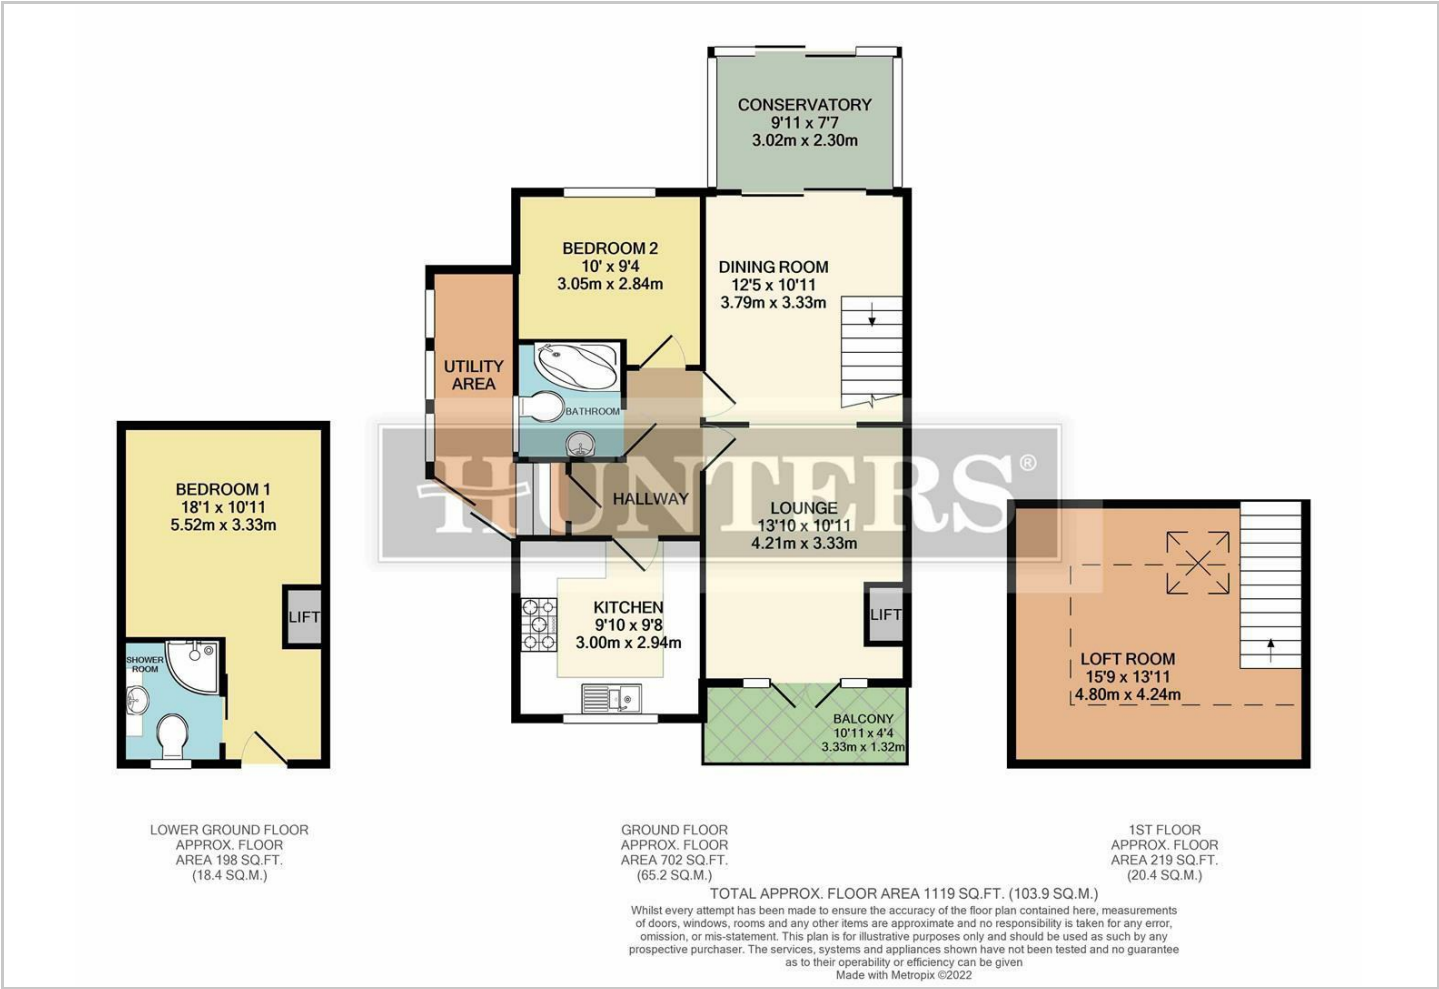 CONSERVATORY
9'11 x 7'7
3.02m x 2.30m
BEDROOM 2
10' x 9'4
3.05m x 2.84m
DINING ROOM
12'5 x 10'11
3.79m x 3.33m
UTILITY
AREA
BATHROOM
HUNTERS®
HALLWAY
LOUNGE
13'10 x 10'11
4.21m x 3.33m
LIFT
KITCHEN
9'10 x 9'8
3.00m x 2.94m
BALCONY
10'11 x 4'4
3.33m x 1.32m
BEDROOM 1
18'1 x 10'11
5.52m x 3.33m
LIFT
SHOWER
ROOM
LOFT ROOM
15'9 x 13'11
4.80m x 4.24m
LOWER GROUND FLOOR
APPROX. FLOOR
AREA 198 SQ.FT.
(18.4 SQ.M.)
GROUND FLOOR
APPROX. FLOOR
AREA 702 SQ.FT.
(65.2 SQ.M.)
1ST FLOOR
APPROX. FLOOR
AREA 219 SQ.FT.
(20.4 SQ.M.)
TOTAL APPROX. FLOOR AREA 1119 SQ.FT. (103.9 SQ.M.)
Whilst every attempt has been made to ensure the accuracy of the floor plan contained here, measurements
of doors, windows, rooms and any other items are approximate and no responsibility is taken for any error,
omission, or mis-statement. This plan is for illustrative purposes only and should be used as such by any
prospective purchaser. The services, systems and appliances shown have not been tested and no guarantee
as to their operability or efficiency can be given
Made with Metropix ©2022